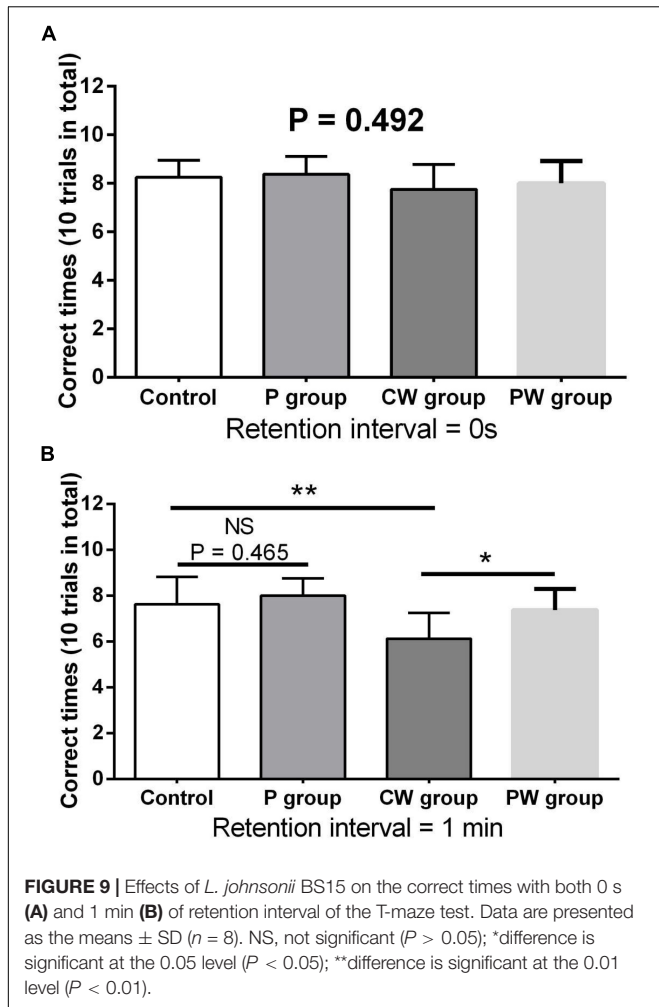 A
P = 0.492
Correct times (10 trials in total)
12
10
8
6
4
2
0
Control P group CW group PW group
Retention interval = 0s
B
**
NS
P = 0.465
*
Correct times (10 trials in total)
12
10
8
6
4
2
0
Control P group CW group PW group
Retention interval = 1 min
FIGURE 9 | Effects of L. johnsonii BS15 on the correct times with both 0 s
(A) and 1 min (B) of retention interval of the T-maze test. Data are presented
as the means ± SD (n = 8). NS, not significant (P > 0.05); *difference is
significant at the 0.05 level (P < 0.05); **difference is significant at the 0.01
level (P < 0.01).